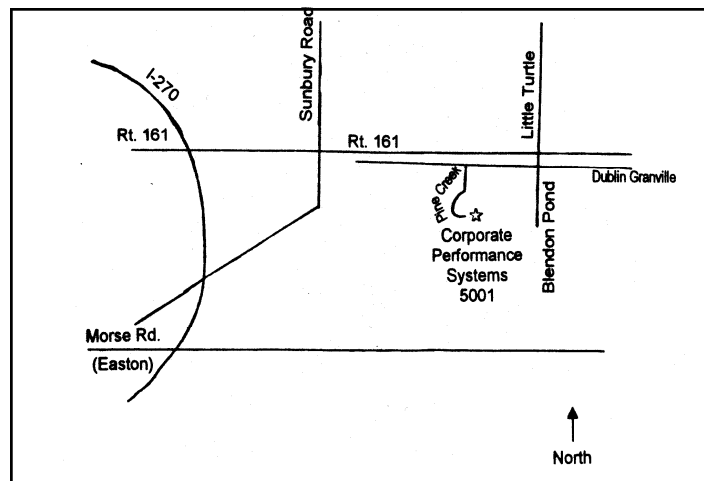 I-270
Sunbury Road
Little Turtle
Rt. 161
Rt. 161
Dublin Granville
Pine Creek
Corporate
Performance
Systems
5001
Blendon Pond
Morse Rd.
(Easton)
North